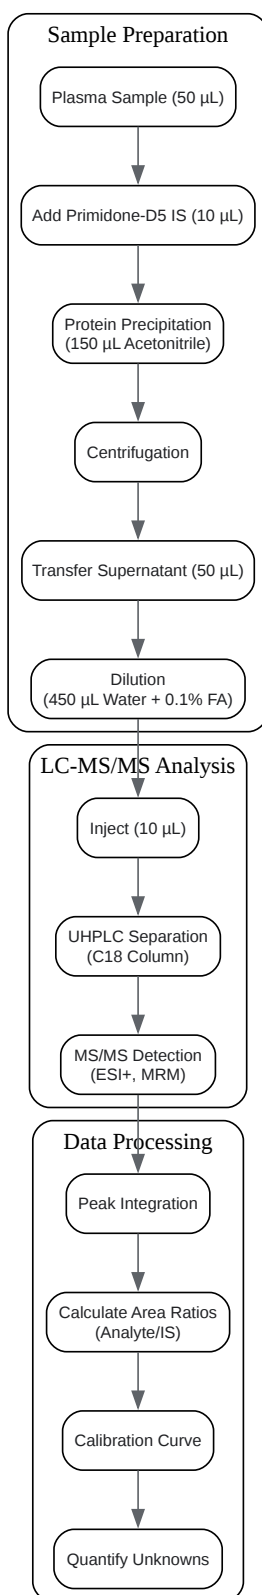 Sample Preparation
Plasma Sample (50 µL)
Add Primidone-D5 IS (10 µL)
Protein Precipitation
(150 µL Acetonitrile)
Centrifugation
Transfer Supernatant (50 µL)
Dilution
(450 µL Water + 0.1% FA)
LC-MS/MS Analysis
Inject (10 µL)
UHPLC Separation
(C18 Column)
MS/MS Detection
(ESI+, MRM)
Data Processing
Peak Integration
Calculate Area Ratios
(Analyte/IS)
Calibration Curve
Quantify Unknowns